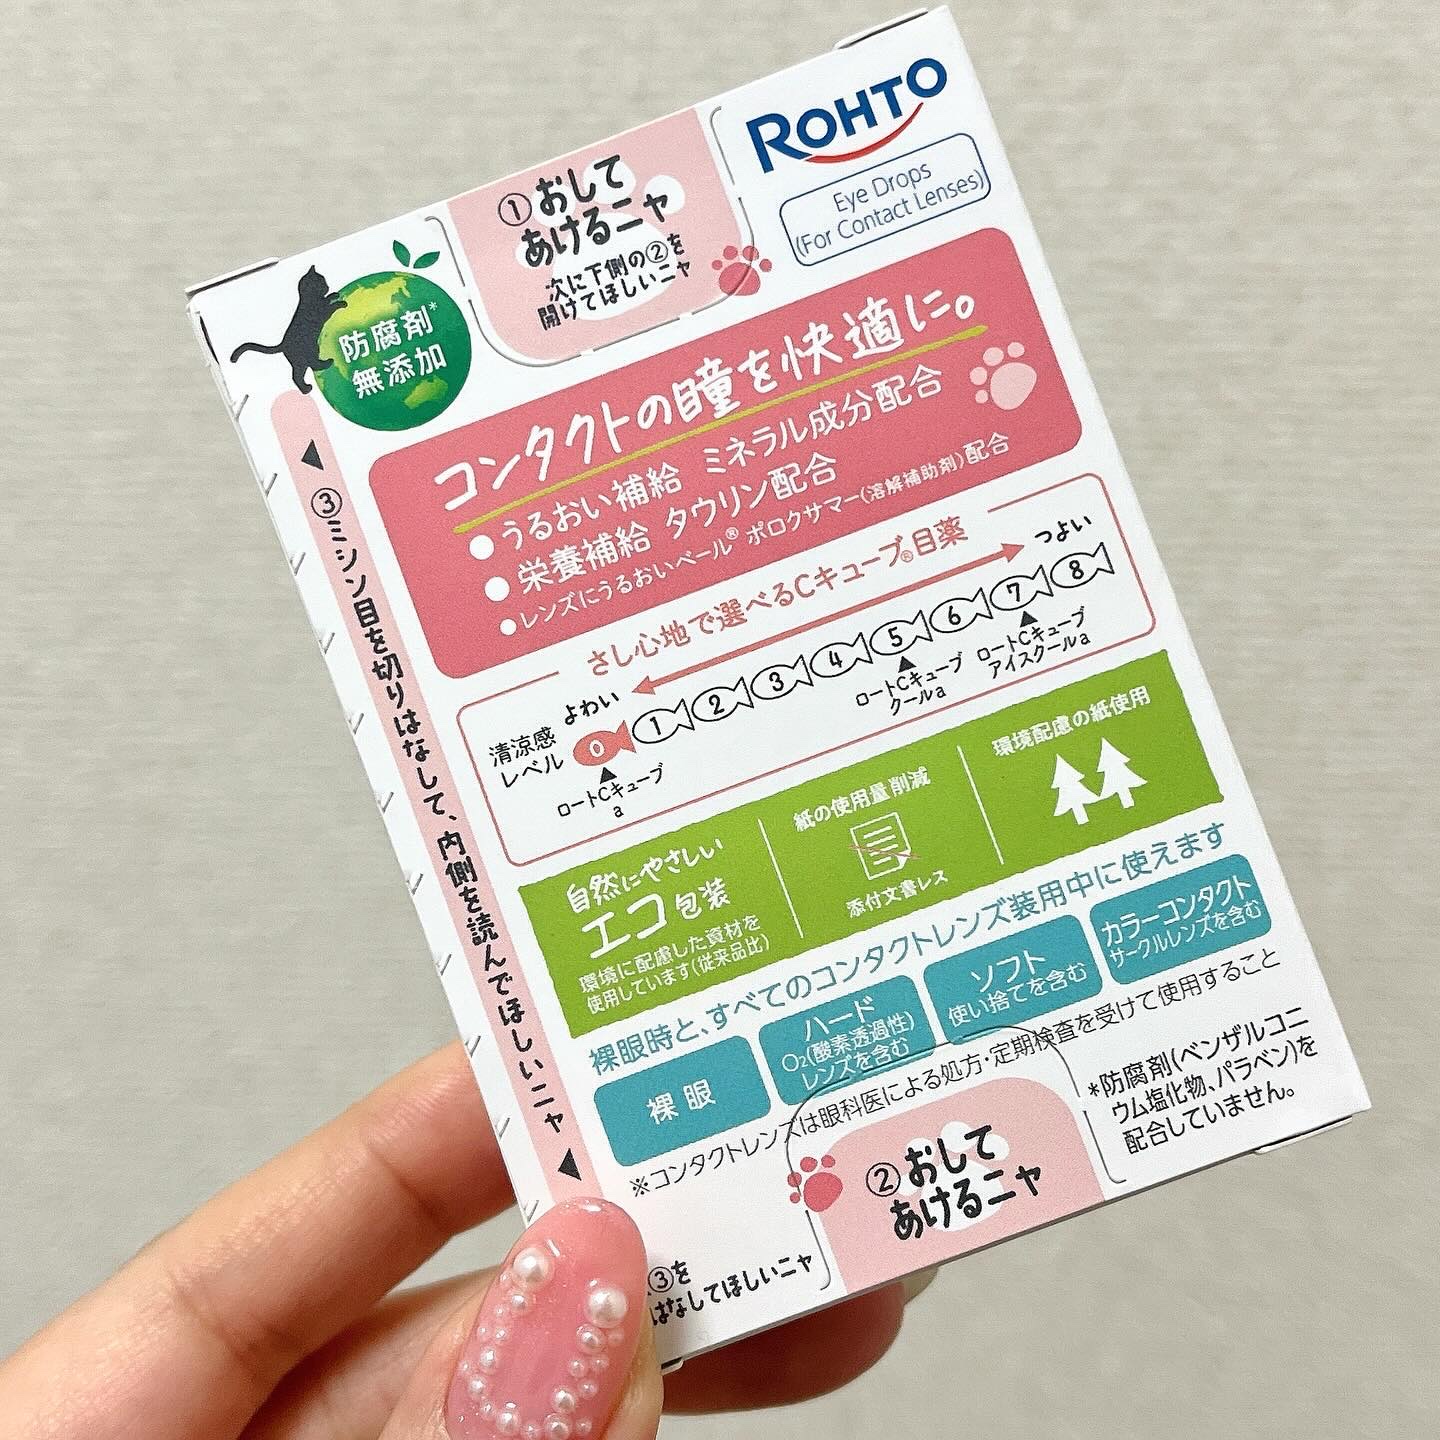 ROHTO
Eye Drops
(For Contact Lenses)
①おして
あけるニャ
次に下側の②を
開けてほしいニャ
防腐剤*
無添加
コンタクトの瞳を快適に。
●うるおい補給 ミネラル成分配合
●栄養補給 タウリン配合
●レンズにうるおいベール® ポロクサマー(溶解補助剤)配合
さし心地で選べるCキューブ®目薬
よわい
つよい
清涼感
レベル
0 1 2 3 4 5 6 7 8
▲
ロートCキューブ
a
▲
ロートCキューブ
クールa
▲
ロートCキューブ
アイスクールa
自然にやさしい
エコ包装
環境に配慮した資材を
使用しています(従来品比)
紙の使用量削減
添付文書レス
環境配慮の紙使用
裸眼時と、すべてのコンタクトレンズ装用中に使えます
裸眼
ハード
O₂(酸素透過性)
レンズを含む
ソフト
使い捨てを含む
カラーコンタクト
サークルレンズを含む
※コンタクトレンズは眼科医による処方・定期検査を受けて使用すること
*防腐剤(ベンザルコニ
ウム塩化物、パラベン)を
配合していません。
②おして
あけるニャ
③を
はなしてほしいニャ
③ミシン目を切りはなして、内側を読んでほしいニャ